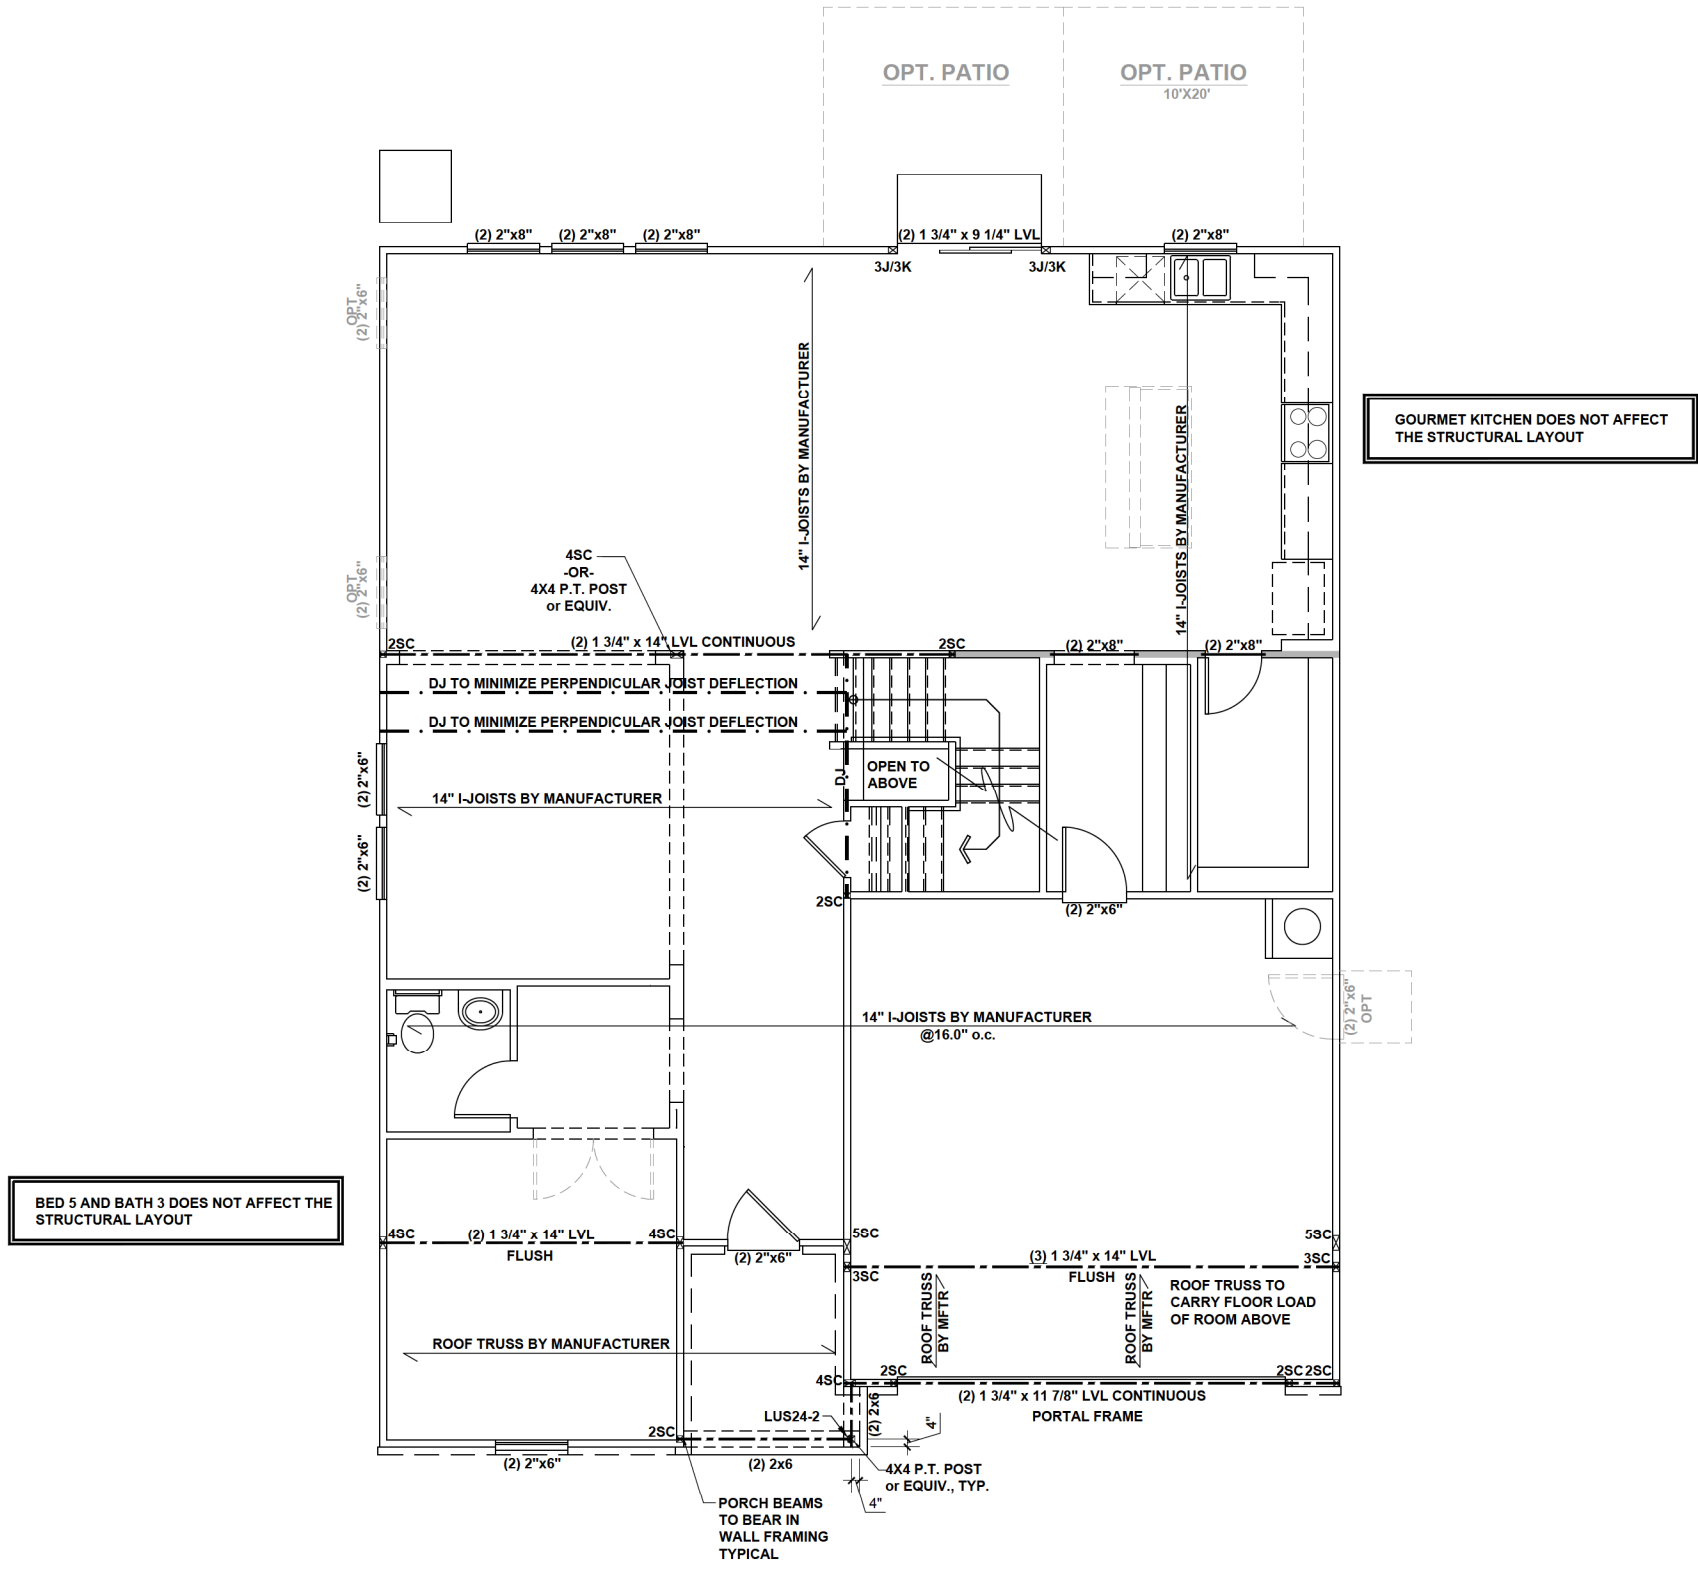 OPT. PATIO
OPT. PATIO
10'X20'
(2) 2"x8"
(2) 2"x8"
(2) 2"x8"
(2) 1 3/4" x 9 1/4" LVL
(2) 2"x8"
3J/3K
3J/3K
OPT
(2) 2"x6"
14" I-JOISTS BY MANUFACTURER
14" I-JOISTS BY MANUFACTURER
GOURMET KITCHEN DOES NOT AFFECT
THE STRUCTURAL LAYOUT
4SC
-OR-
4X4 P.T. POST
or EQUIV.
OPT
(2) 2"x6"
2SC
(2) 1 3/4" x 14" LVL CONTINUOUS
2SC
(2) 2"x8"
(2) 2"x8"
DJ TO MINIMIZE PERPENDICULAR JOIST DEFLECTION
DJ TO MINIMIZE PERPENDICULAR JOIST DEFLECTION
(2) 2"x6"
DJ
OPEN TO
ABOVE
14" I-JOISTS BY MANUFACTURER
(2) 2"x6"
2SC
(2) 2"x6"
14" I-JOISTS BY MANUFACTURER
@16.0" o.c.
(2) 2"x6"
OPT
BED 5 AND BATH 3 DOES NOT AFFECT THE
STRUCTURAL LAYOUT
4SC
(2) 1 3/4" x 14" LVL
4SC
FLUSH
(2) 2"x6"
5SC
5SC
(3) 1 3/4" x 14" LVL
3SC
3SC
FLUSH
ROOF TRUSS
BY MFTR
ROOF TRUSS
BY MFTR
ROOF TRUSS TO
CARRY FLOOR LOAD
OF ROOM ABOVE
ROOF TRUSS BY MANUFACTURER
4SC
2SC
2SC
2SC
(2) 1 3/4" x 11 7/8" LVL CONTINUOUS
PORTAL FRAME
LUS24-2
(2) 2x6
4"
2SC
(2) 2"x6"
(2) 2x6
4X4 P.T. POST
or EQUIV., TYP.
4"
PORCH BEAMS
TO BEAR IN
WALL FRAMING
TYPICAL